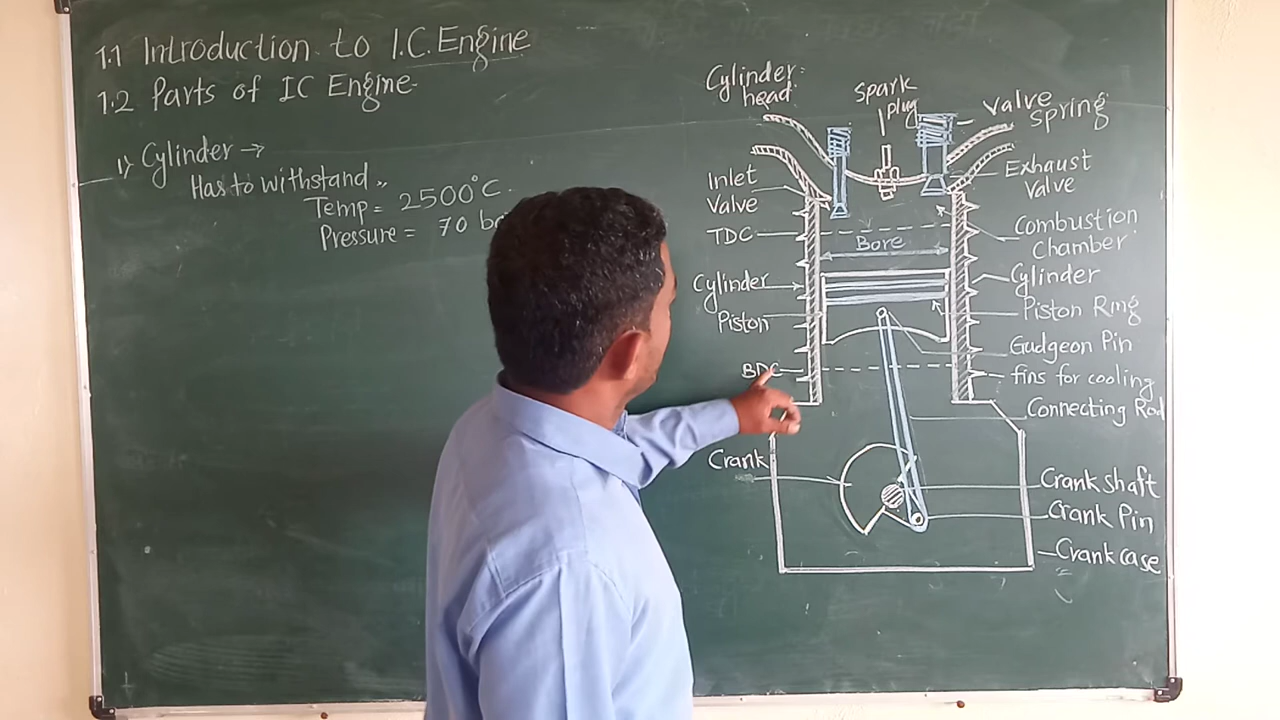 1.1 Introduction to I.C. Engine
1.2 Parts of IC Engine
1) Cylinder →
Has to withstand
Temp = 2500°C
Pressure = 70
Cylinder
head
Spark
plug
Valve
Spring
Inlet
Valve
Exhaust
Valve
TDC
Bore
Combustion
Chamber
Cylinder
Cylinder
Piston
Piston Ring
Gudgeon Pin
BDC
fins for cooling
Connecting Rod
Crank
Crank shaft
Crank Pin
Crank case